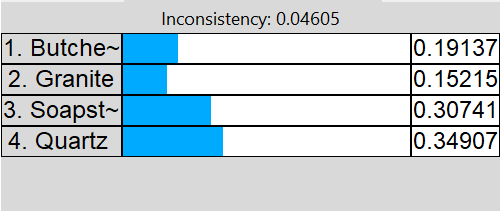 Inconsistency: 0.04605
1. Butche~ 0.19137
2. Granite 0.15215
3. Soapst~ 0.30741
4. Quartz 0.34907